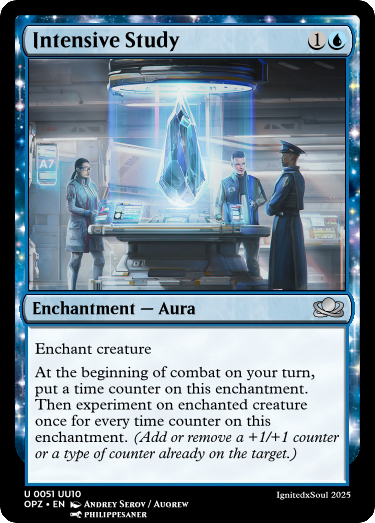 Intensive Study 1
A7
Enchantment — Aura
Enchant creature
At the beginning of combat on your turn,
put a time counter on this enchantment.
Then experiment on enchanted creature
once for every time counter on this
enchantment. (Add or remove a +1/+1 counter
or a type of counter already on the target.)
U 0051 UU10
OPZ • EN Andrey Serov / Auorew
philippesaner
IgnitedxSoul 2025